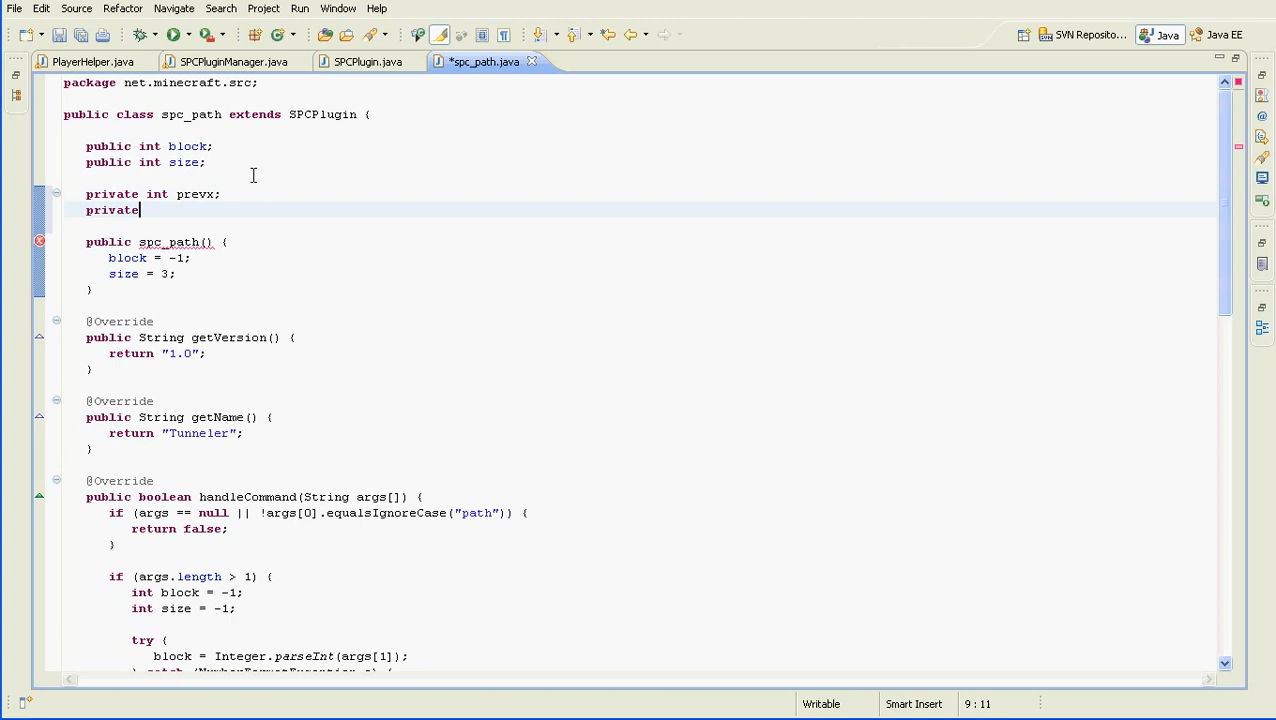 File Edit Source Refactor Navigate Search Project Run Window Help
SVN Reposito... Java Java EE
PlayerHelper.java SPCPluginManager.java SPCPlugin.java *spc_path.java
package net.minecraft.src;
public class spc_path extends SPCPlugin {
public int block;
public int size;
private int prevx;
private
public spc_path() {
block = -1;
size = 3;
}
@Override
public String getVersion() {
return "1.0";
}
@Override
public String getName() {
return "Tunneler";
}
@Override
public boolean handleCommand(String args[]) {
if (args == null || !args[0].equalsIgnoreCase("path")) {
return false;
}
if (args.length > 1) {
int block = -1;
int size = -1;
try {
block = Integer.parseInt(args[1]);
} catch (NumberFormatException e) {
Writable Smart Insert 9 : 11